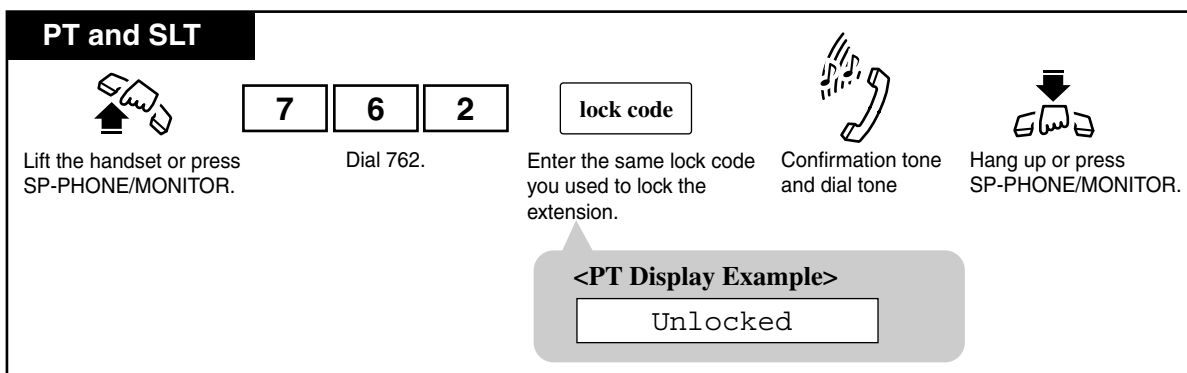 PT and SLT
7 6 2
lock code
Lift the handset or press
SP-PHONE/MONITOR.
Dial 762.
Enter the same lock code
you used to lock the
extension.
Confirmation tone
and dial tone
Hang up or press
SP-PHONE/MONITOR.
<PT Display Example>
Unlocked